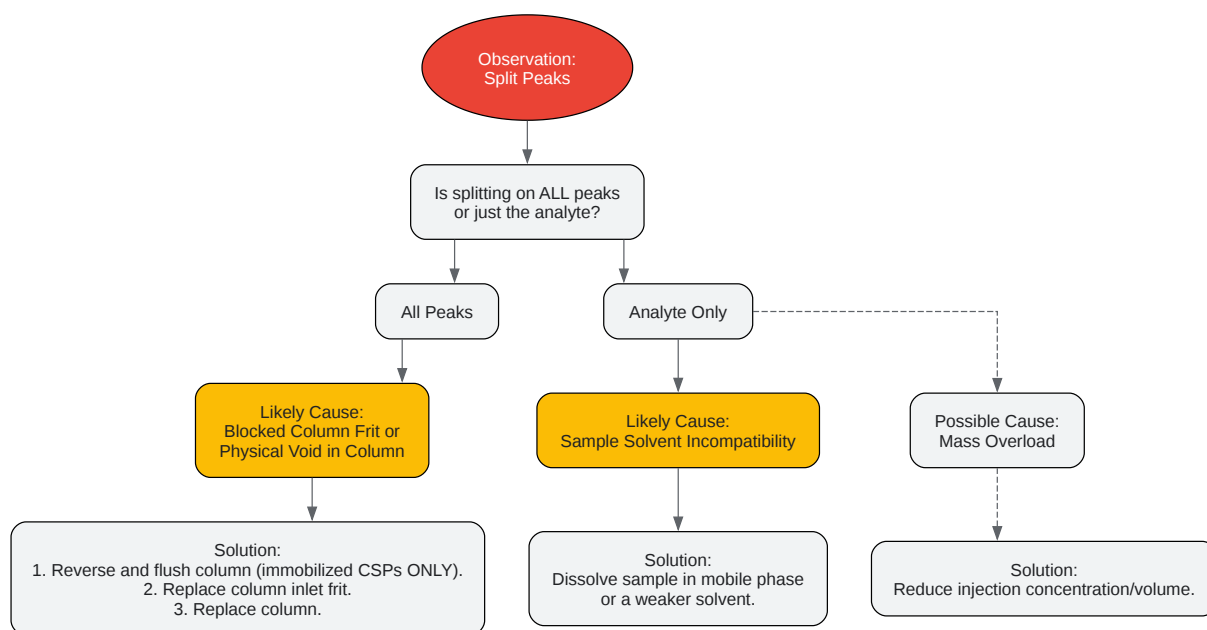 Observation:
Split Peaks
Is splitting on ALL peaks
or just the analyte?
All Peaks
Analyte Only
Likely Cause:
Blocked Column Frit or
Physical Void in Column
Likely Cause:
Sample Solvent Incompatibility
Possible Cause:
Mass Overload
Solution:
1. Reverse and flush column (immobilized CSPs ONLY).
2. Replace column inlet frit.
3. Replace column.
Solution:
Dissolve sample in mobile phase
or a weaker solvent.
Solution:
Reduce injection concentration/volume.